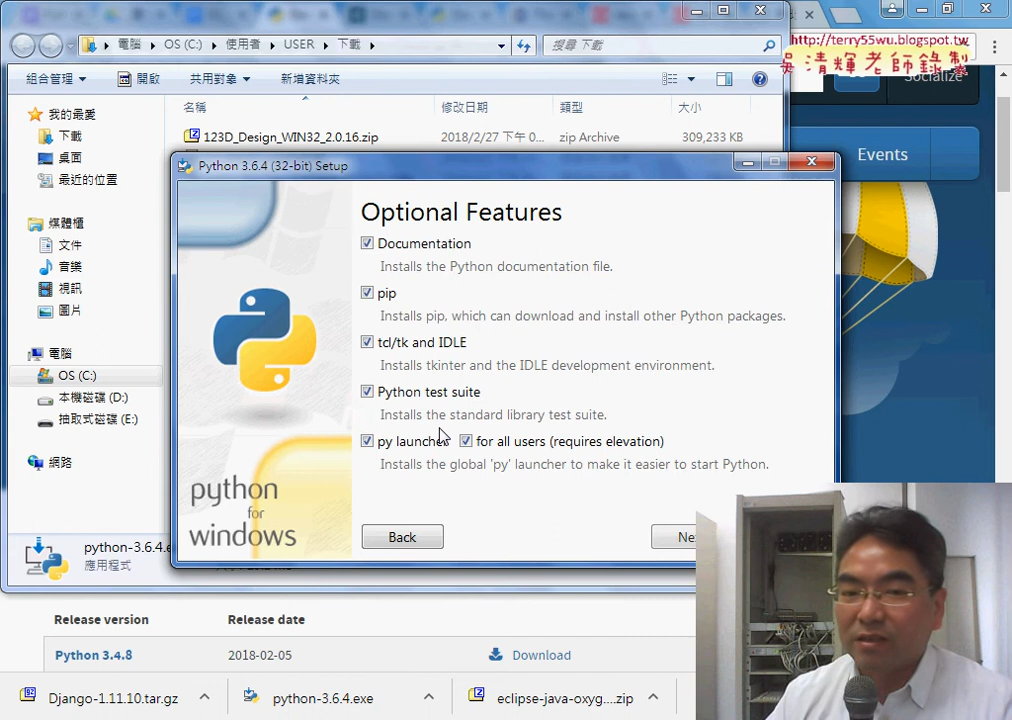 電腦 OS (C:) 使用者 USER 下載
搜尋 下載
http://terry55wu.blogspot.tw
吳清輝老師錄製
Socialize
組合管理 開啟 共用對象 新增資料夾
名稱 修改日期 類型 大小
123D_Design_WIN32_2.0.16.zip 2018/2/27 下午 0... zip Archive 309,233 KB
我的最愛
下載
桌面
最近的位置
媒體櫃
文件
音樂
視訊
圖片
電腦
OS (C:)
本機磁碟 (D:)
抽取式磁碟 (E:)
網路
python-3.6.4.e
應用程式
Python 3.6.4 (32-bit) Setup
Optional Features
Documentation
Installs the Python documentation file.
pip
Installs pip, which can download and install other Python packages.
tcl/tk and IDLE
Installs tkinter and the IDLE development environment.
Python test suite
Installs the standard library test suite.
py launcher for all users (requires elevation)
Installs the global 'py' launcher to make it easier to start Python.
python
for
windows
Back
Events
Release version Release date
Python 3.4.8 2018-02-05 Download
Django-1.11.10.tar.gz python-3.6.4.exe eclipse-java-oxyg....zip